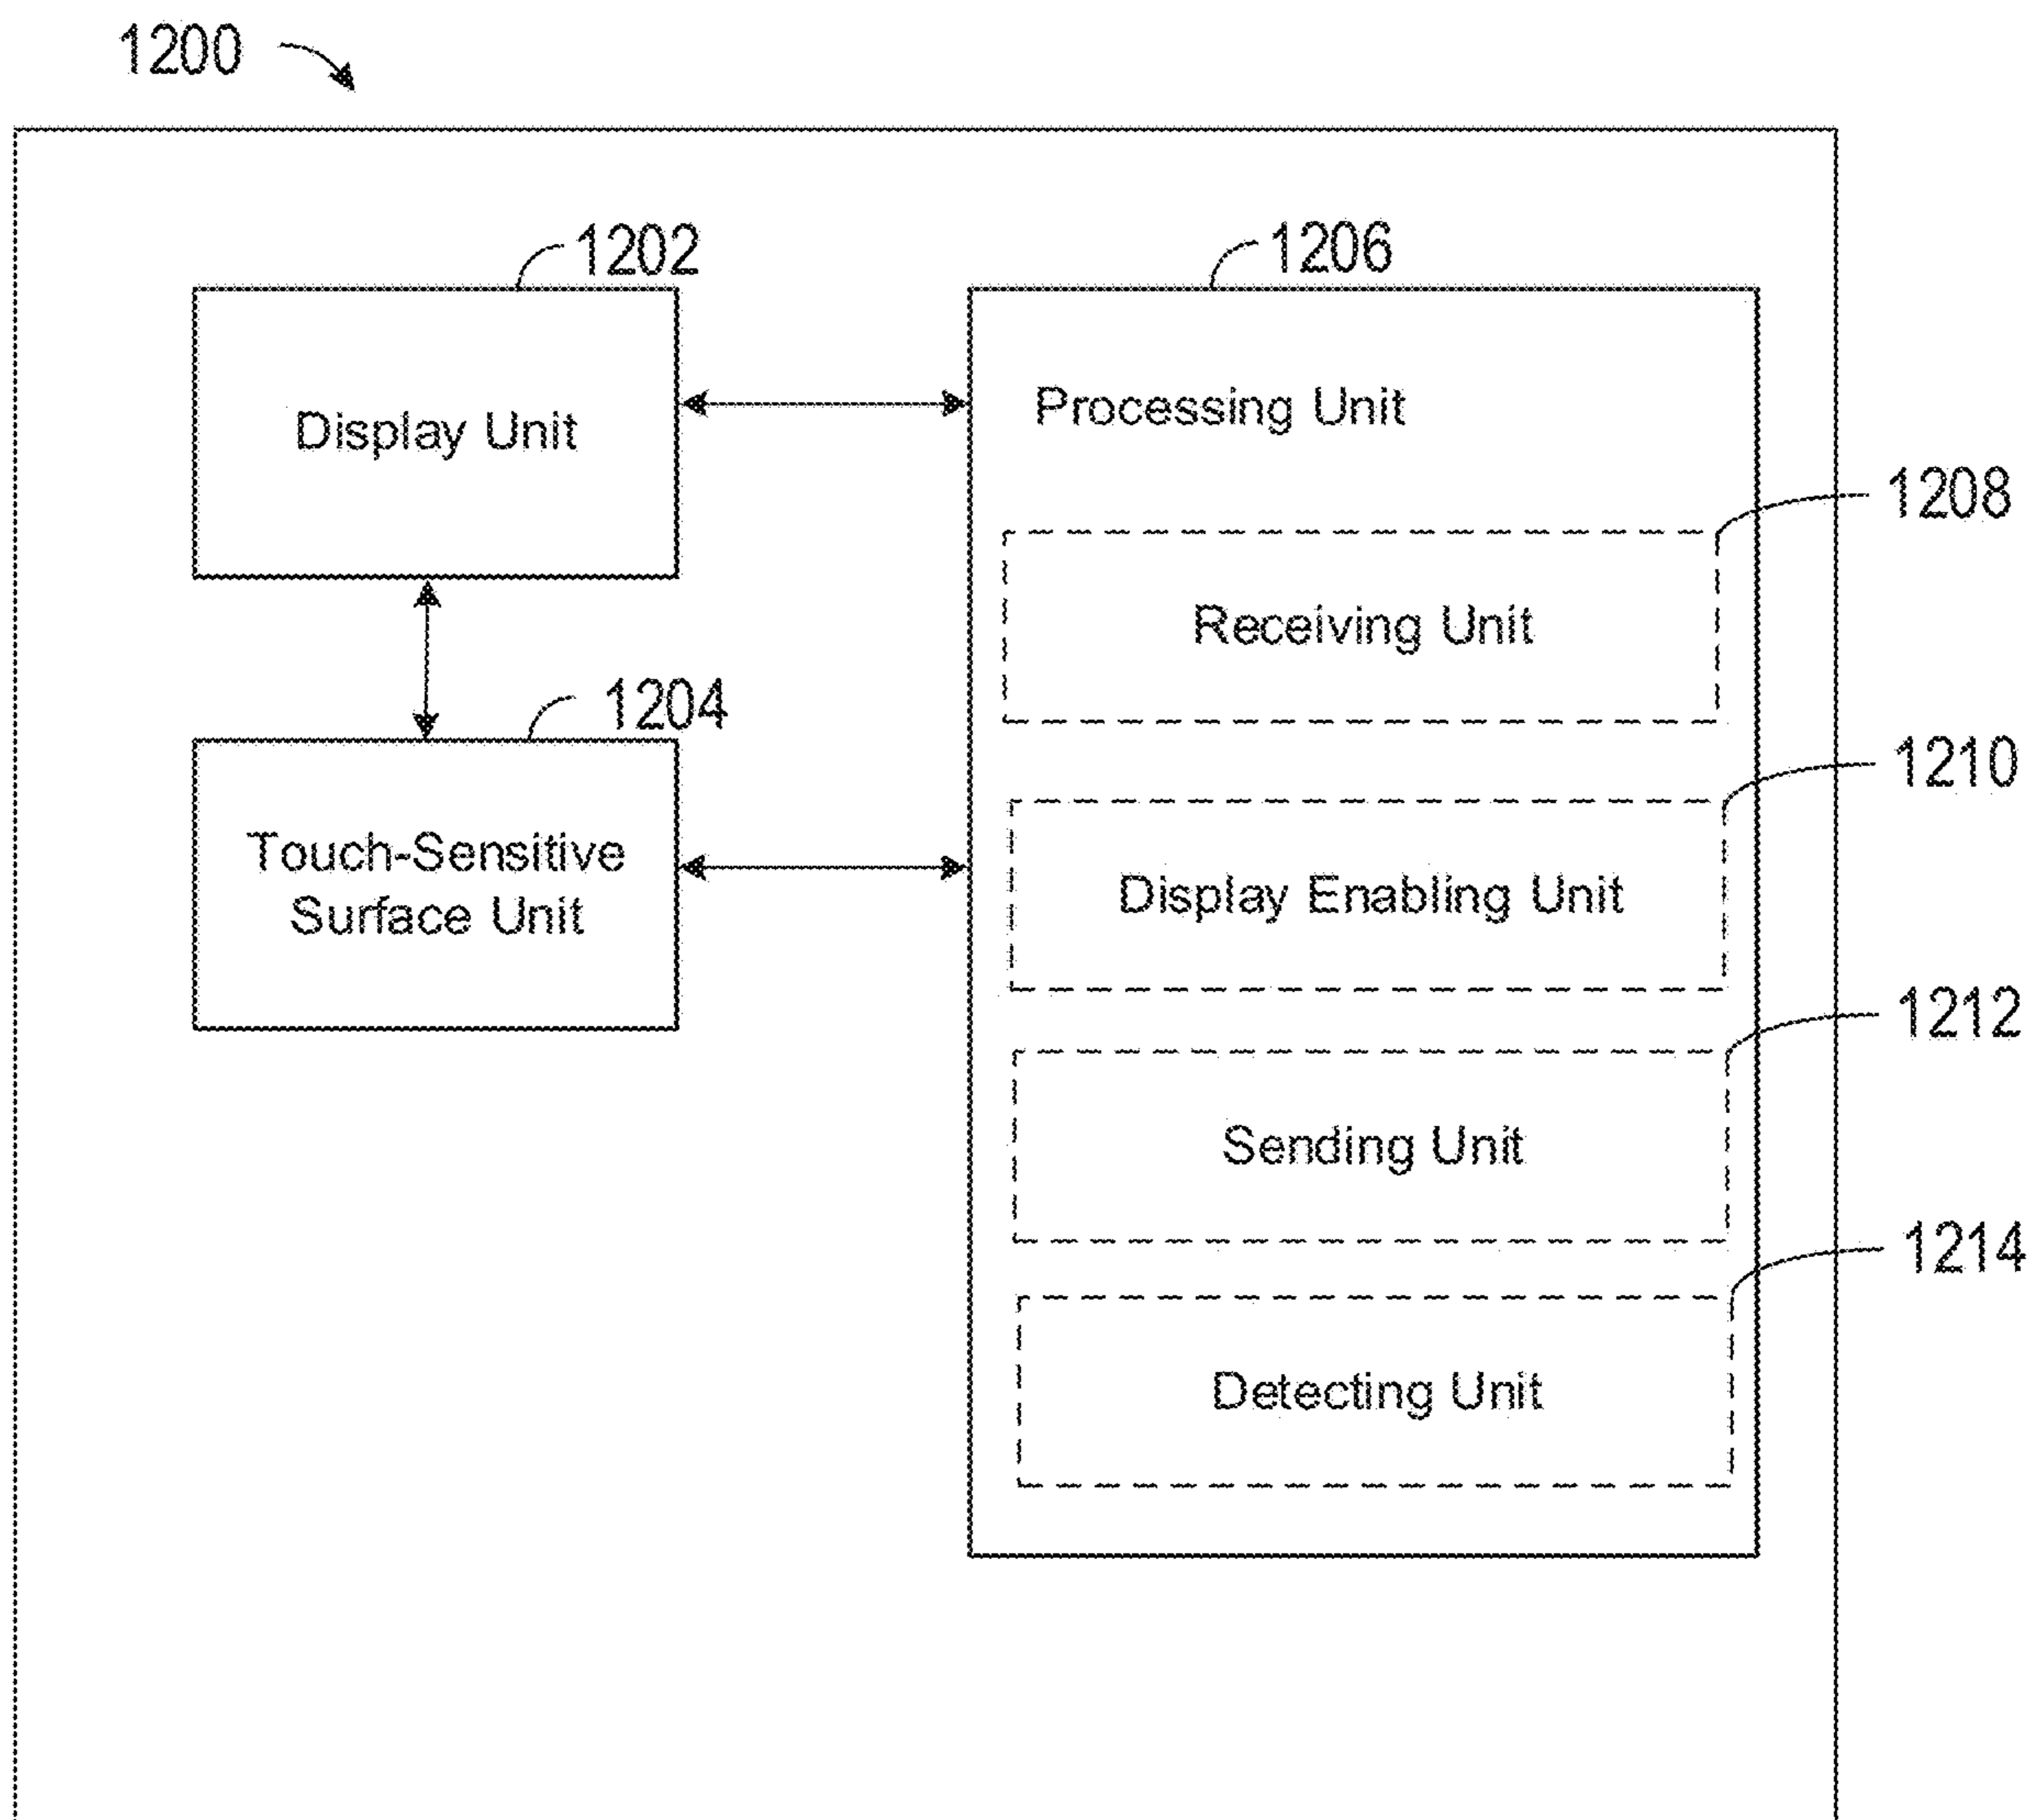 1200
1202
1206
Display Unit
Processing Unit
1208
Receiving Unit
1204
1210
Touch-Sensitive
Surface Unit
Display Enabling Unit
1212
Sending Unit
1214
Detecting Unit